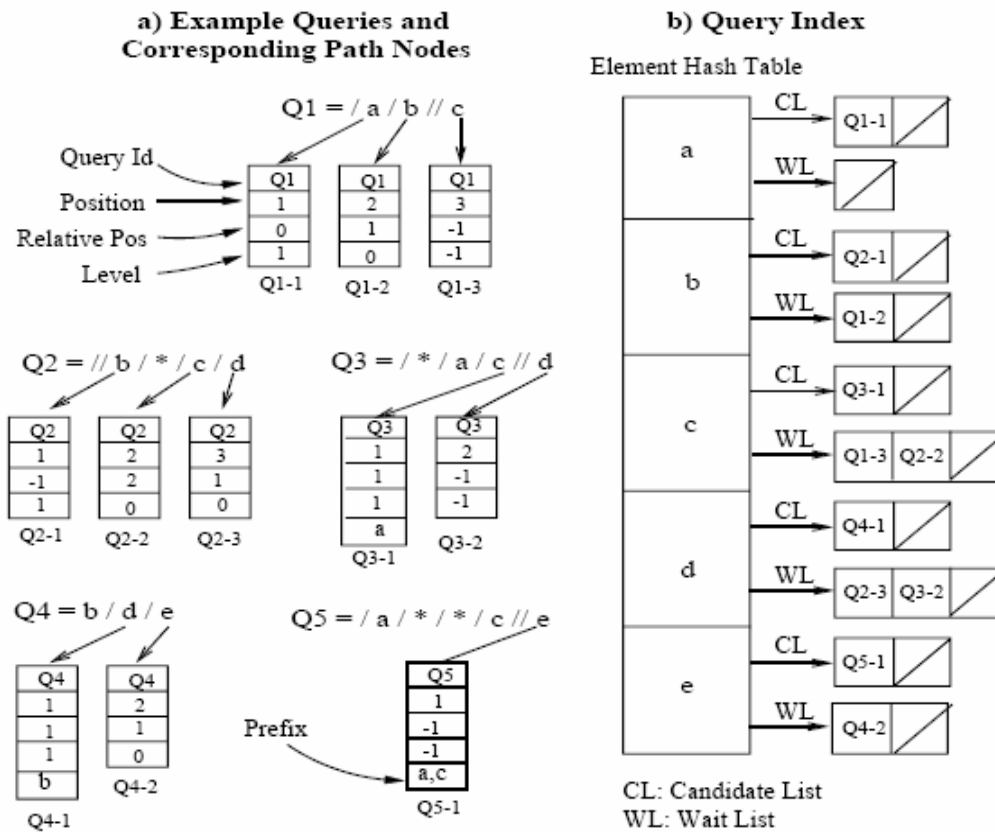 a) Example Queries and
Corresponding Path Nodes
Q1 = / a / b // c
Query Id
Position
Relative Pos
Level
Q1
1
0
1
Q1-1
Q1
2
1
0
Q1-2
Q1
3
-1
-1
Q1-3
Q2 = // b / * / c / d
Q2
1
-1
1
Q2-1
Q2
2
2
0
Q2-2
Q2
3
1
0
Q2-3
Q3 = / * / a / c // d
Q3
1
1
1
a
Q3-1
Q3
2
-1
-1
Q3-2
Q4 = b / d / e
Q4
1
1
1
b
Q4-1
Q4
2
1
0
Q4-2
Q5 = / a / * / * / c // e
Prefix
Q5
1
-1
-1
a,c
Q5-1
b) Query Index
Element Hash Table
a
CL
Q1-1
WL
b
CL
Q2-1
WL
Q1-2
c
CL
Q3-1
WL
Q1-3 Q2-2
d
CL
Q4-1
WL
Q2-3 Q3-2
e
CL
Q5-1
WL
Q4-2
CL: Candidate List
WL: Wait List